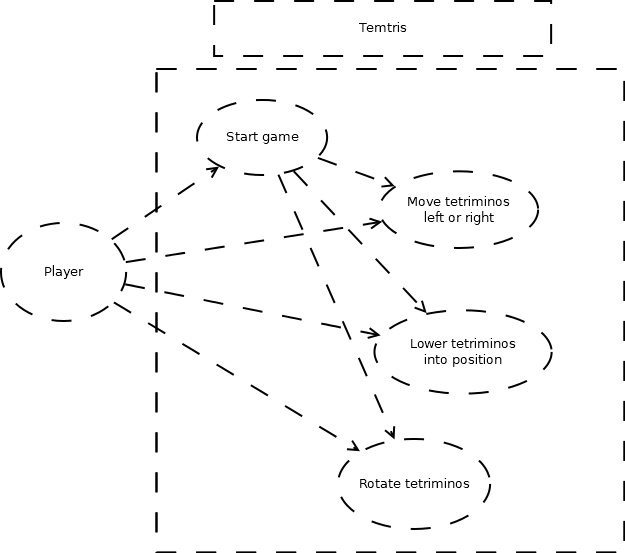 Temtris
Start game
Move tetriminos
left or right
Player
Lower tetriminos
into position
Rotate tetriminos